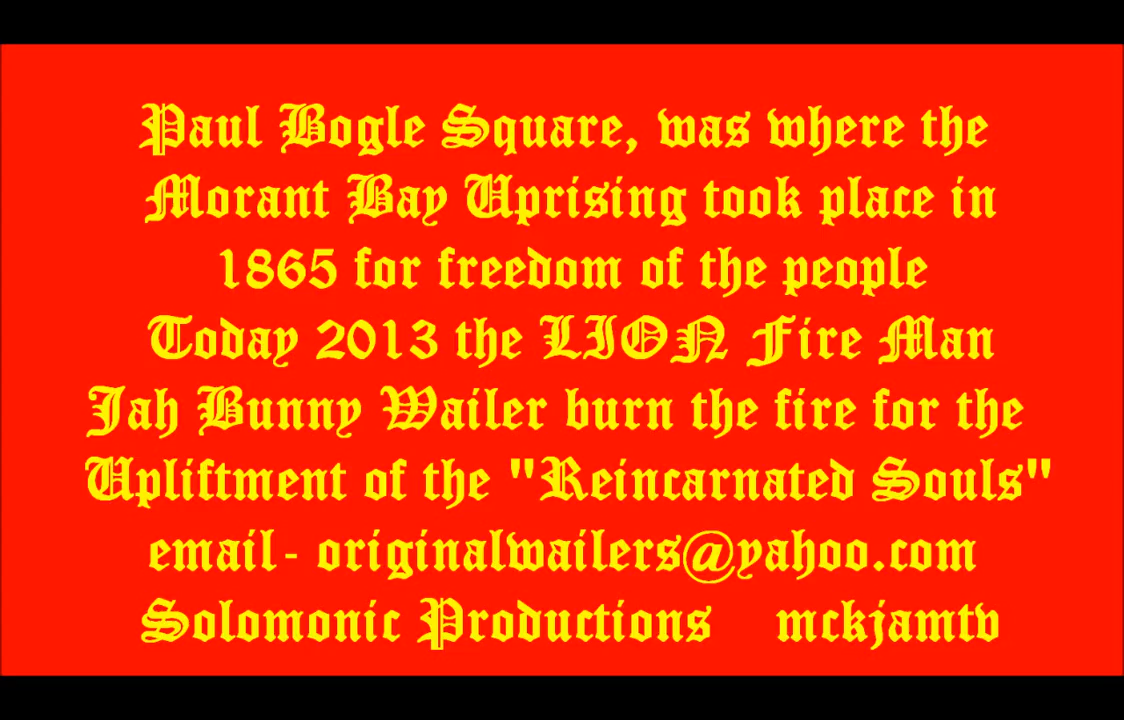 Paul Bogle Square, was where the
Morant Bay Uprising took place in
1865 for freedom of the people
Today 2013 the LION Fire Man
Jah Bunny Wailer burn the fire for the
Upliftment of the "Reincarnated Souls"
email- originalwailers@yahoo.com
Solomonic Productions mckjamtv